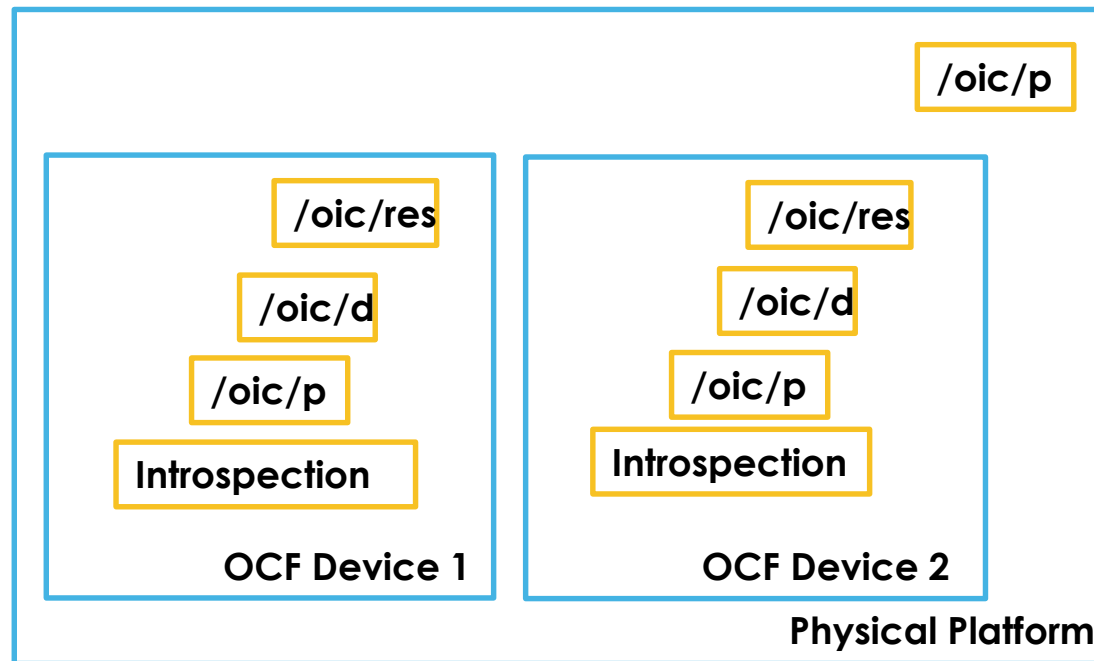 /oic/p
/oic/res
/oic/d
/oic/p
Introspection
OCF Device 1
/oic/res
/oic/d
/oic/p
Introspection
OCF Device 2
Physical Platform